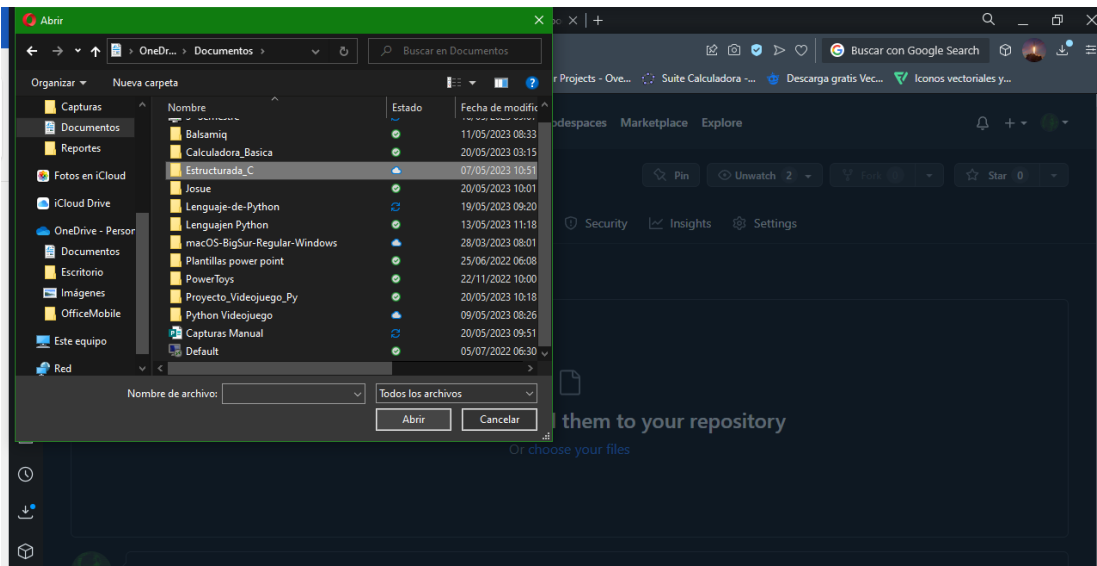 Abrir
OneDr... > Documentos >
Buscar en Documentos
Organizar
Nueva carpeta
Capturas
Documentos
Reportes
Fotos en iCloud
iCloud Drive
OneDrive - Person
Documentos
Escritorio
Imágenes
OfficeMobile
Este equipo
Red
Nombre Estado Fecha de modific
Balsamiq 11/05/2023 08:33
Calculadora_Basica 20/05/2023 03:15
Estructurada_C 07/05/2023 10:51
Josue 20/05/2023 10:01
Lenguaje-de-Python 19/05/2023 09:20
Lenguajen Python 13/05/2023 11:18
macOS-BigSur-Regular-Windows 28/03/2023 08:01
Plantillas power point 25/06/2022 06:08
PowerToys 22/11/2022 10:00
Proyecto_Videojuego_Py 20/05/2023 10:18
Python Videojuego 09/05/2023 08:26
Capturas Manual 20/05/2023 09:51
Default 05/07/2022 06:30
Nombre de archivo:
Todos los archivos
Abrir
Cancelar
Buscar con Google Search
r Projects - Ove...
Suite Calculadora -...
Descarga gratis Vec...
Iconos vectoriales y...
odespaces Marketplace Explore
Pin
Unwatch 2
Fork 0
Star 0
Security
Insights
Settings
them to your repository
Or choose your files